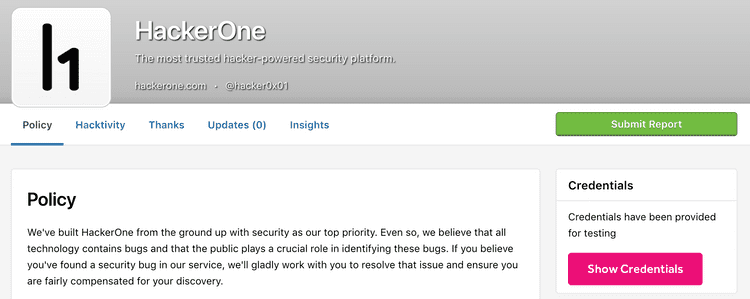 h1
HackerOne
The most trusted hacker-powered security platform.
hackerone.com · @hacker0x01
Policy Hacktivity Thanks Updates (0) Insights
Submit Report
Policy
We've built HackerOne from the ground up with security as our top priority. Even so, we believe that all
technology contains bugs and that the public plays a crucial role in identifying these bugs. If you believe
you've found a security bug in our service, we'll gladly work with you to resolve that issue and ensure you
are fairly compensated for your discovery.
Credentials
Credentials have been provided
for testing
Show Credentials